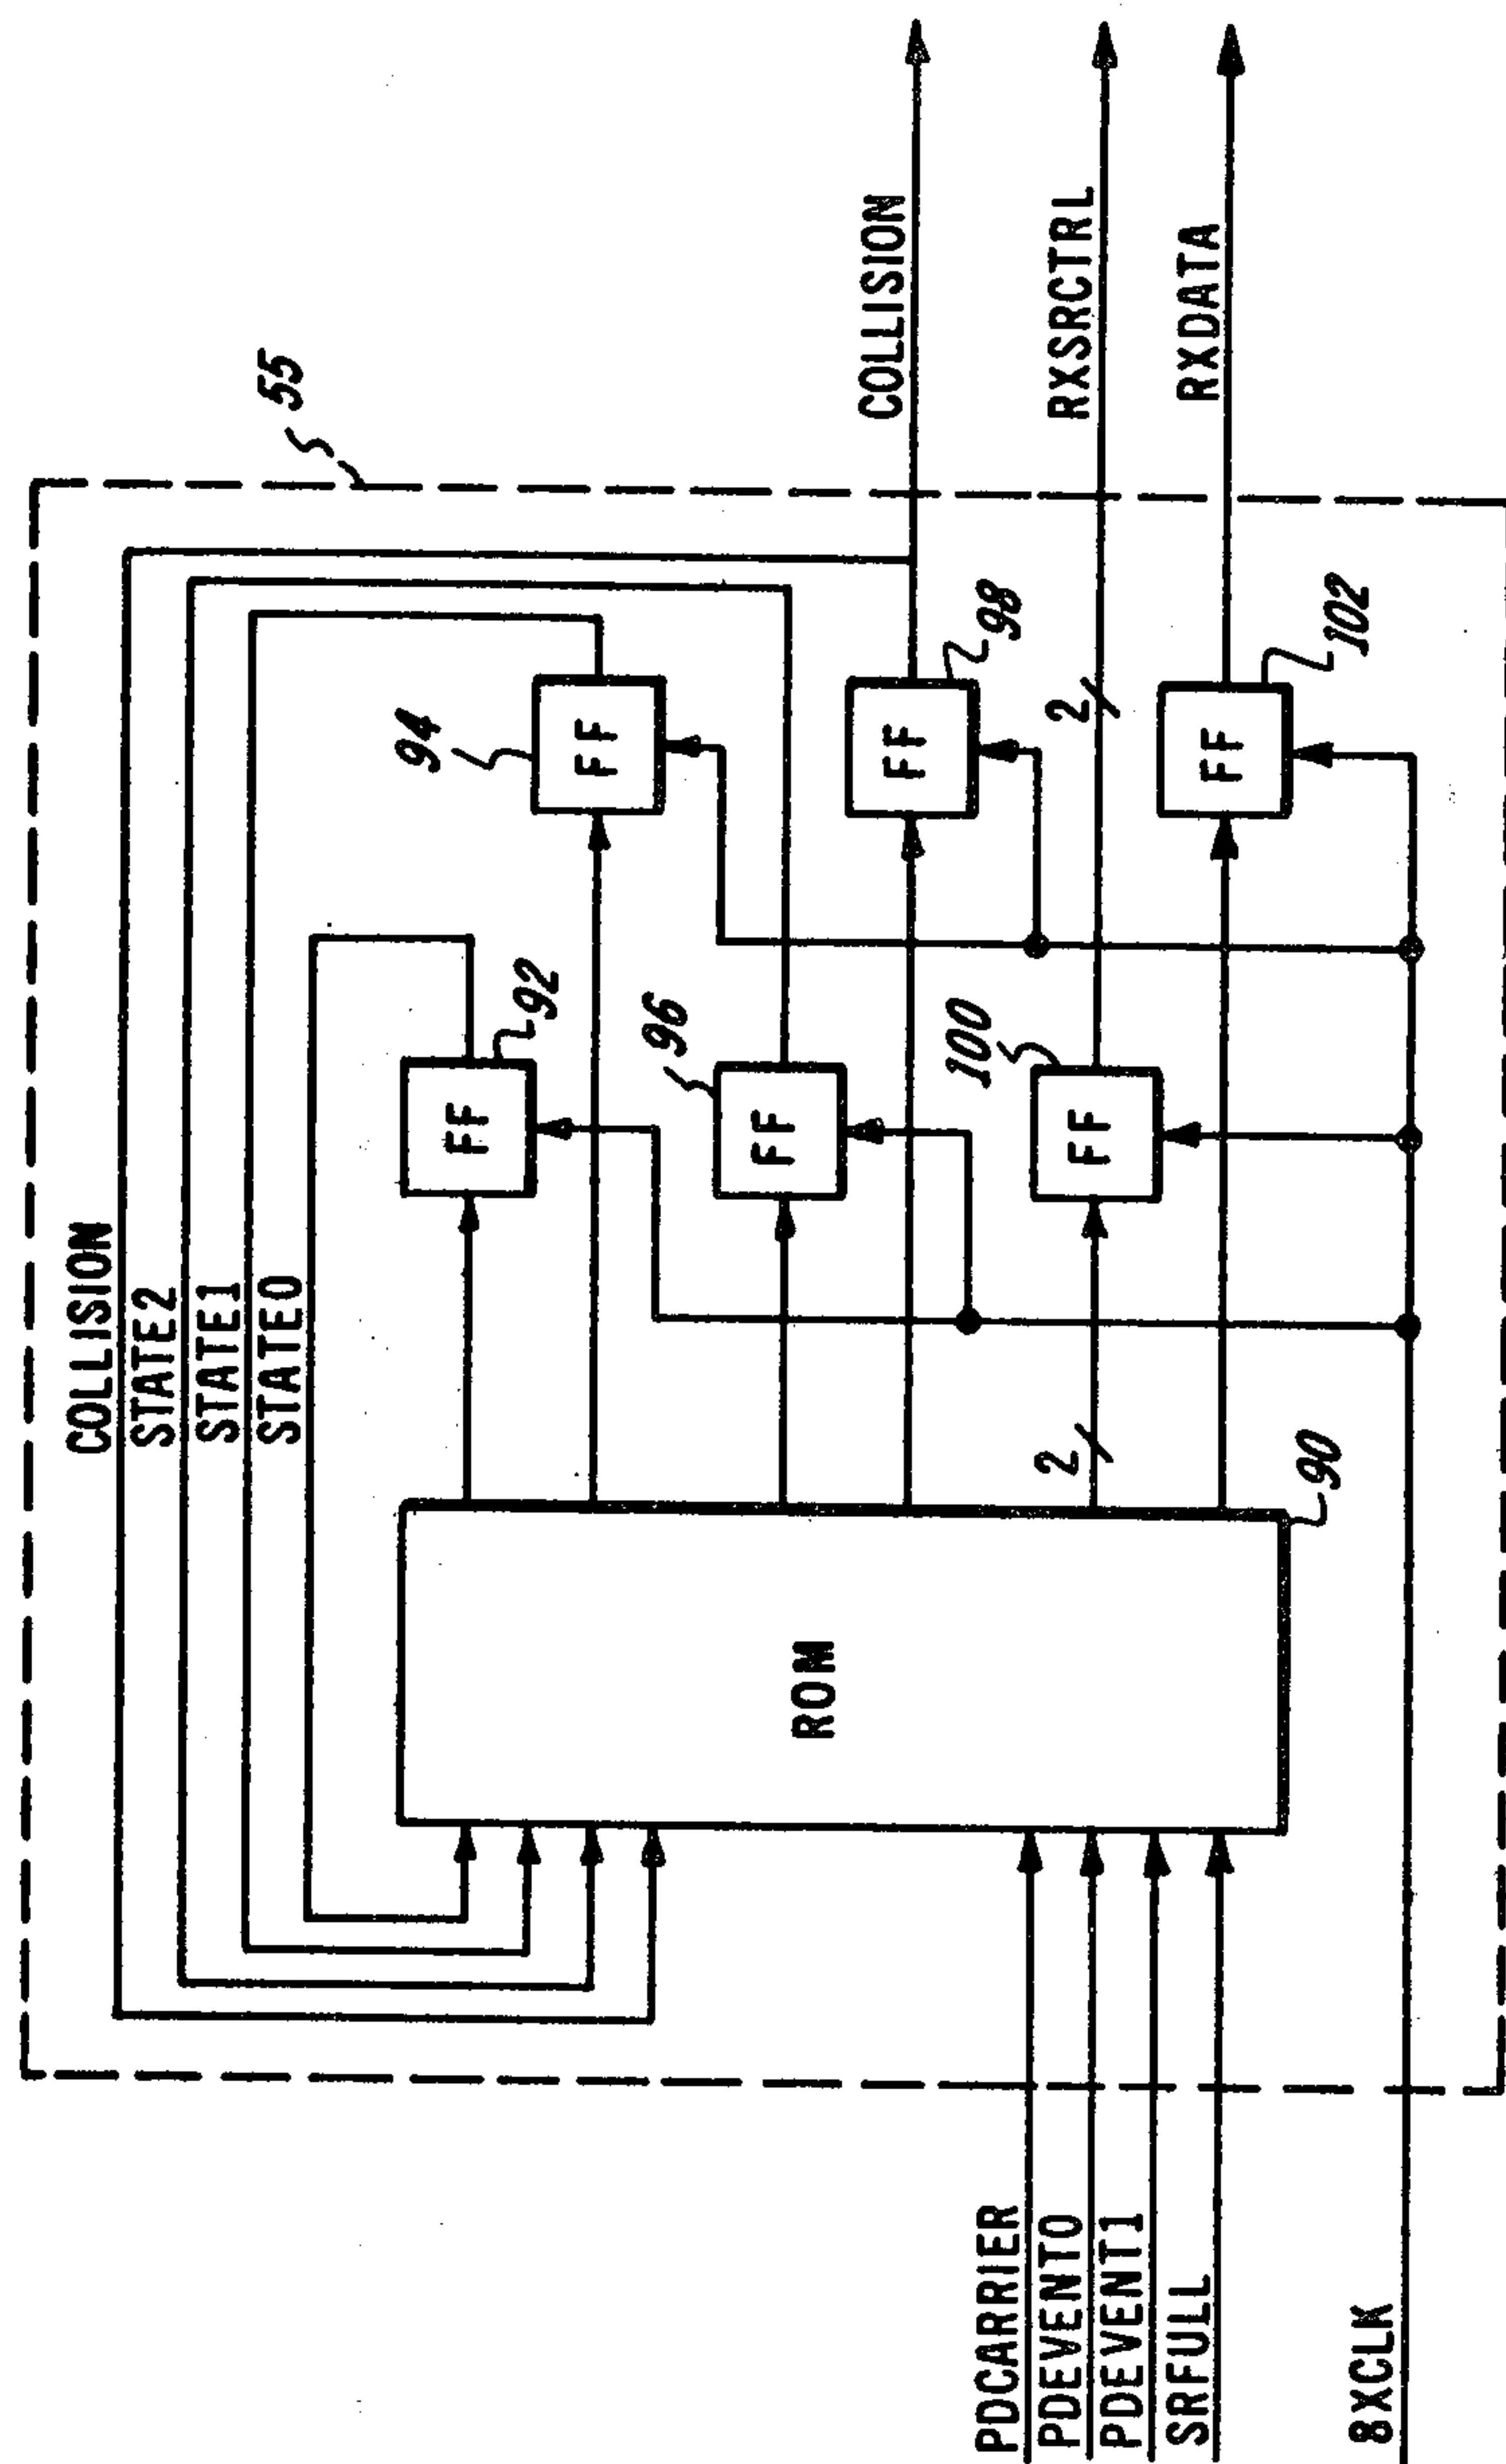 COLLISION
STATE2
STATE1
STATE0
55
94
FF
92
FF
96
FF
98
FF
COLLISION
100
FF
2
2
RXSRCTRL
102
FF
RXDATA
ROM
90
PDCARRIER
PDEVENT0
PDEVENT1
SRFULL
8XCLK